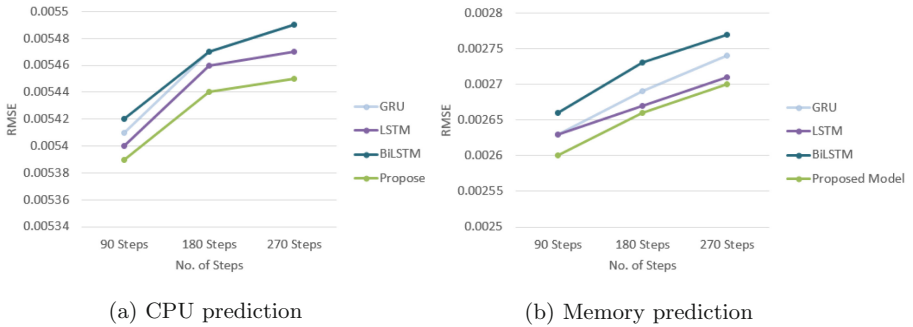 0.0055
0.00548
0.00546
0.00544
0.00542
0.0054
0.00538
0.00536
0.00534
RMSE
90 Steps 180 Steps 270 Steps
No. of Steps
GRU
LSTM
BiLSTM
Propose
(a) CPU prediction
0.0028
0.00275
0.0027
0.00265
0.0026
0.00255
0.0025
RMSE
90 Steps 180 Steps 270 Steps
No. of Steps
GRU
LSTM
BiLSTM
Proposed Model
(b) Memory prediction